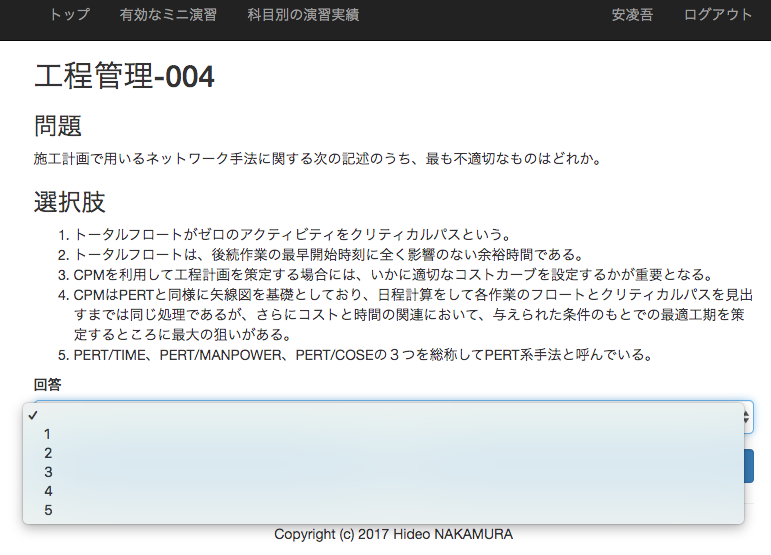 トップ 有効なミニ演習 科目別の演習実績 安凌吾 ログアウト
工程管理-004
問題
施工計画で用いるネットワーク手法に関する次の記述のうち、最も不適切なものはどれか。
選択肢
1. トータルフロートがゼロのアクティビティをクリティカルパスという。
2. トータルフロートは、後続作業の最早開始時刻に全く影響のない余裕時間である。
3. CPMを利用して工程計画を策定する場合には、いかに適切なコストカーブを設定するかが重要となる。
4. CPMはPERTと同様に矢線図を基礎としており、日程計算をして各作業のフロートとクリティカルパスを見出
すまでは同じ処理であるが、さらにコストと時間の関連において、与えられた条件のもとでの最適工期を策
定するところに最大の狙いがある。
5. PERT/TIME、PERT/MANPOWER、PERT/COSEの３つを総称してPERT系手法と呼んでいる。
回答
✓
1
2
3
4
5
Copyright (c) 2017 Hideo NAKAMURA